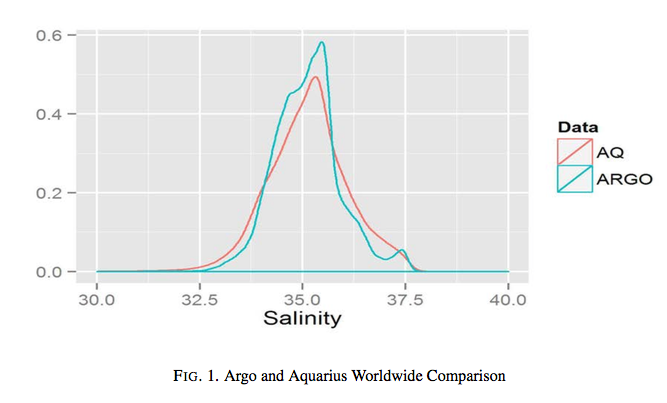 0.6
0.4
0.2
0.0
30.0 32.5 35.0 37.5 40.0
Salinity
Data
AQ
ARGO
FIG. 1. Argo and Aquarius Worldwide Comparison